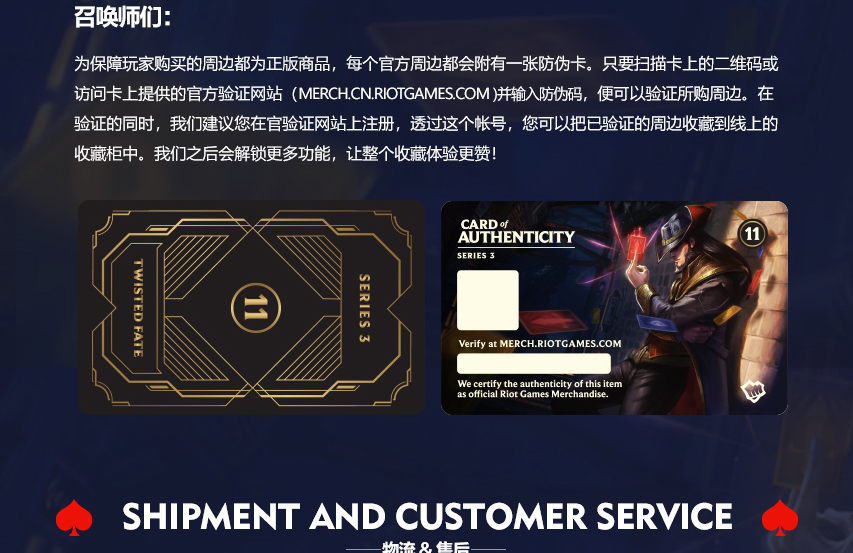 召唤师们：
为保障玩家购买的周边都为正版商品，每个官方周边都会附有一张防伪卡。只要扫描卡上的二维码或
访问卡上提供的官方验证网站（MERCH.CN.RIOTGAMES.COM )并输入防伪码，便可以验证所购周边。在
验证的同时，我们建议您在官验证网站上注册，透过这个帐号，您可以把已验证的周边收藏到线上的
收藏柜中。我们之后会解锁更多功能，让整个收藏体验更赞！
TWISTED FATE
11
SERIES 3
CARD of
AUTHENTICITY
SERIES 3
11
Verify at MERCH.RIOTGAMES.COM
We certify the authenticity of this item
as official Riot Games Merchandise.
SHIPMENT AND CUSTOMER SERVICE
物流 & 售后